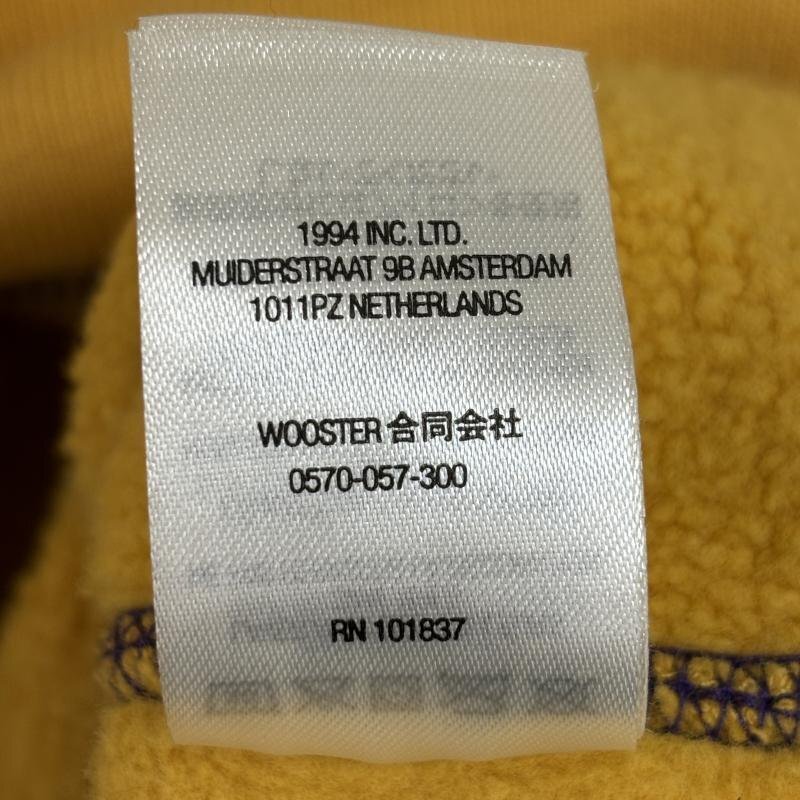 1994 INC. LTD.
MUIDERSTRAAT 9B AMSTERDAM
1011PZ NETHERLANDS
WOOSTER 合同会社
0570-057-300
RN 101837